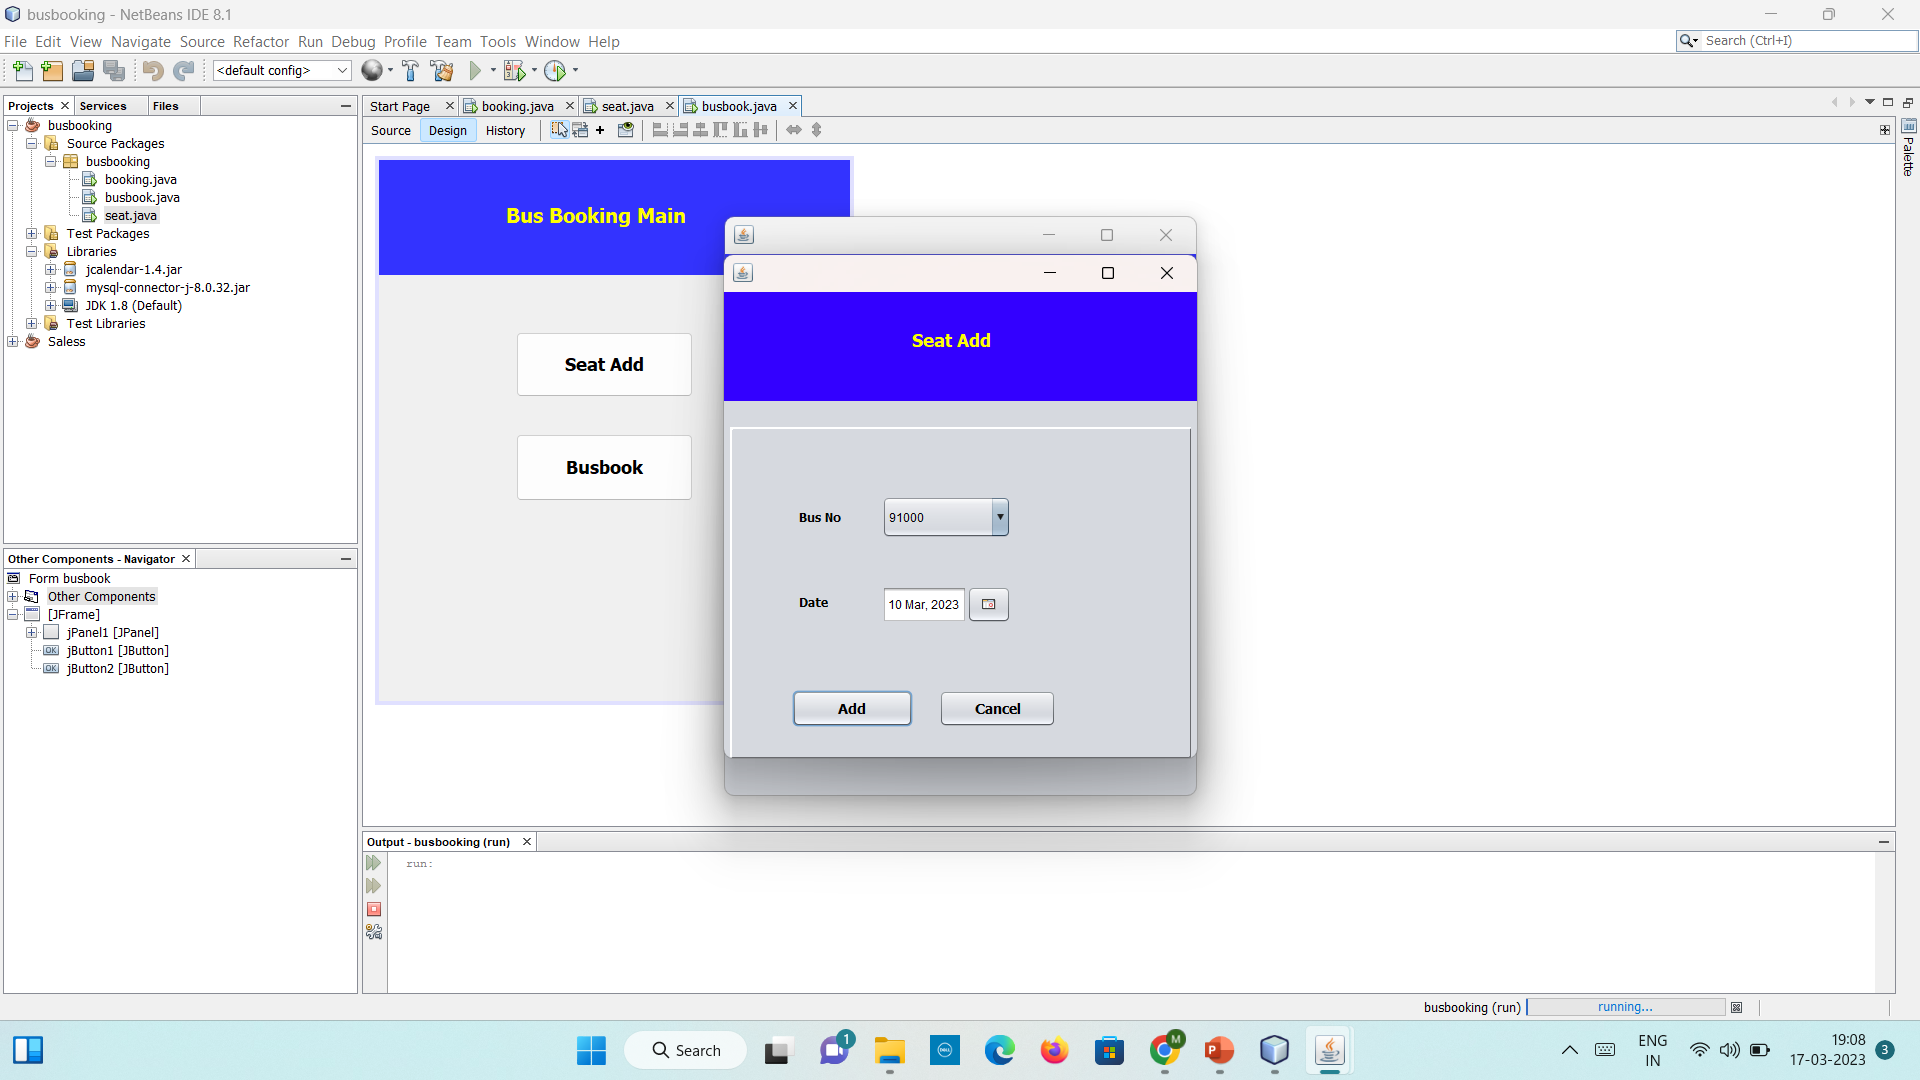 busbooking - NetBeans IDE 8.1
File Edit View Navigate Source Refactor Run Debug Profile Team Tools Window Help
Search (Ctrl+I)
<default config>
Projects Services Files
busbooking
Source Packages
busbooking
booking.java
busbook.java
seat.java
Test Packages
Libraries
jcalendar-1.4.jar
mysql-connector-j-8.0.32.jar
JDK 1.8 (Default)
Test Libraries
Saless
Start Page booking.java seat.java busbook.java
Source Design History
Palette
Bus Booking Main
Seat Add
Busbook
Seat Add
Bus No 91000
Date 10 Mar, 2023
Add Cancel
Other Components - Navigator
Form busbook
Other Components
[JFrame]
jPanel1 [JPanel]
OK jButton1 [JButton]
OK jButton2 [JButton]
Output - busbooking (run)
run:
busbooking (run) running...
Search
1
DELL
M
P
ENG
IN
19:08
17-03-2023
3